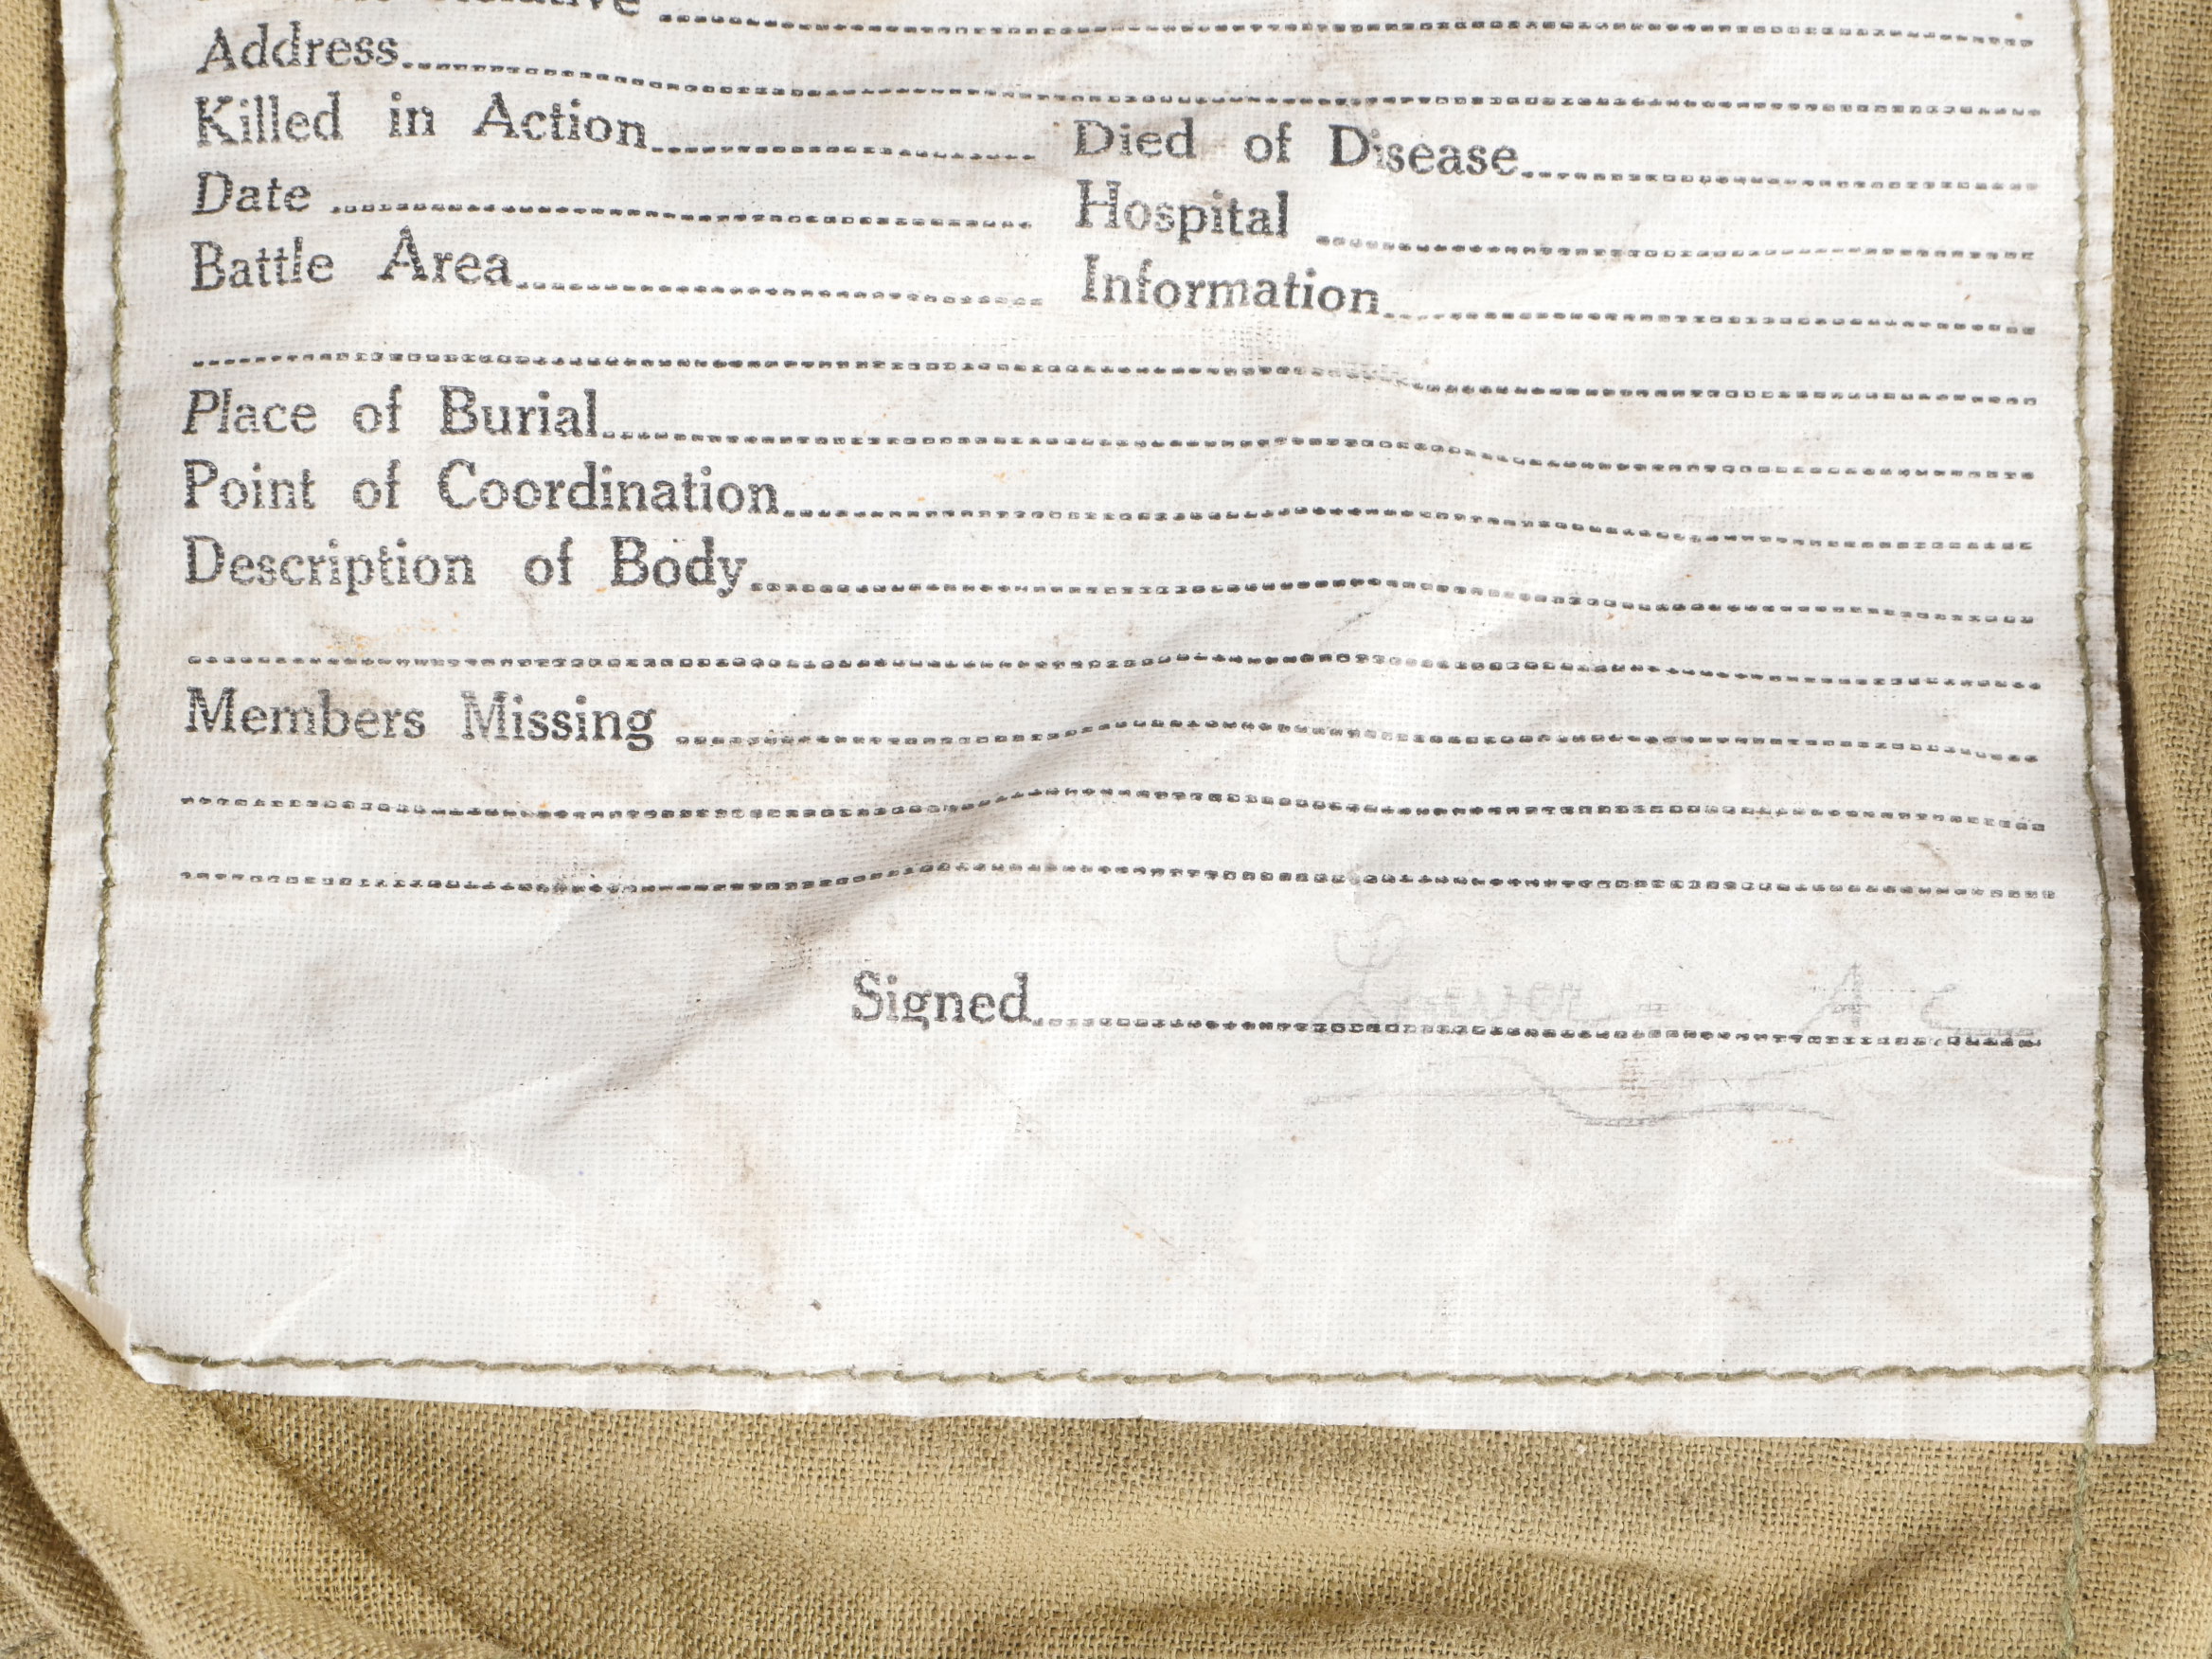 Address
Killed in Action Died of Disease
Date Hospital
Battle Area Information
Place of Burial
Point of Coordination
Description of Body
Members Missing
Signed